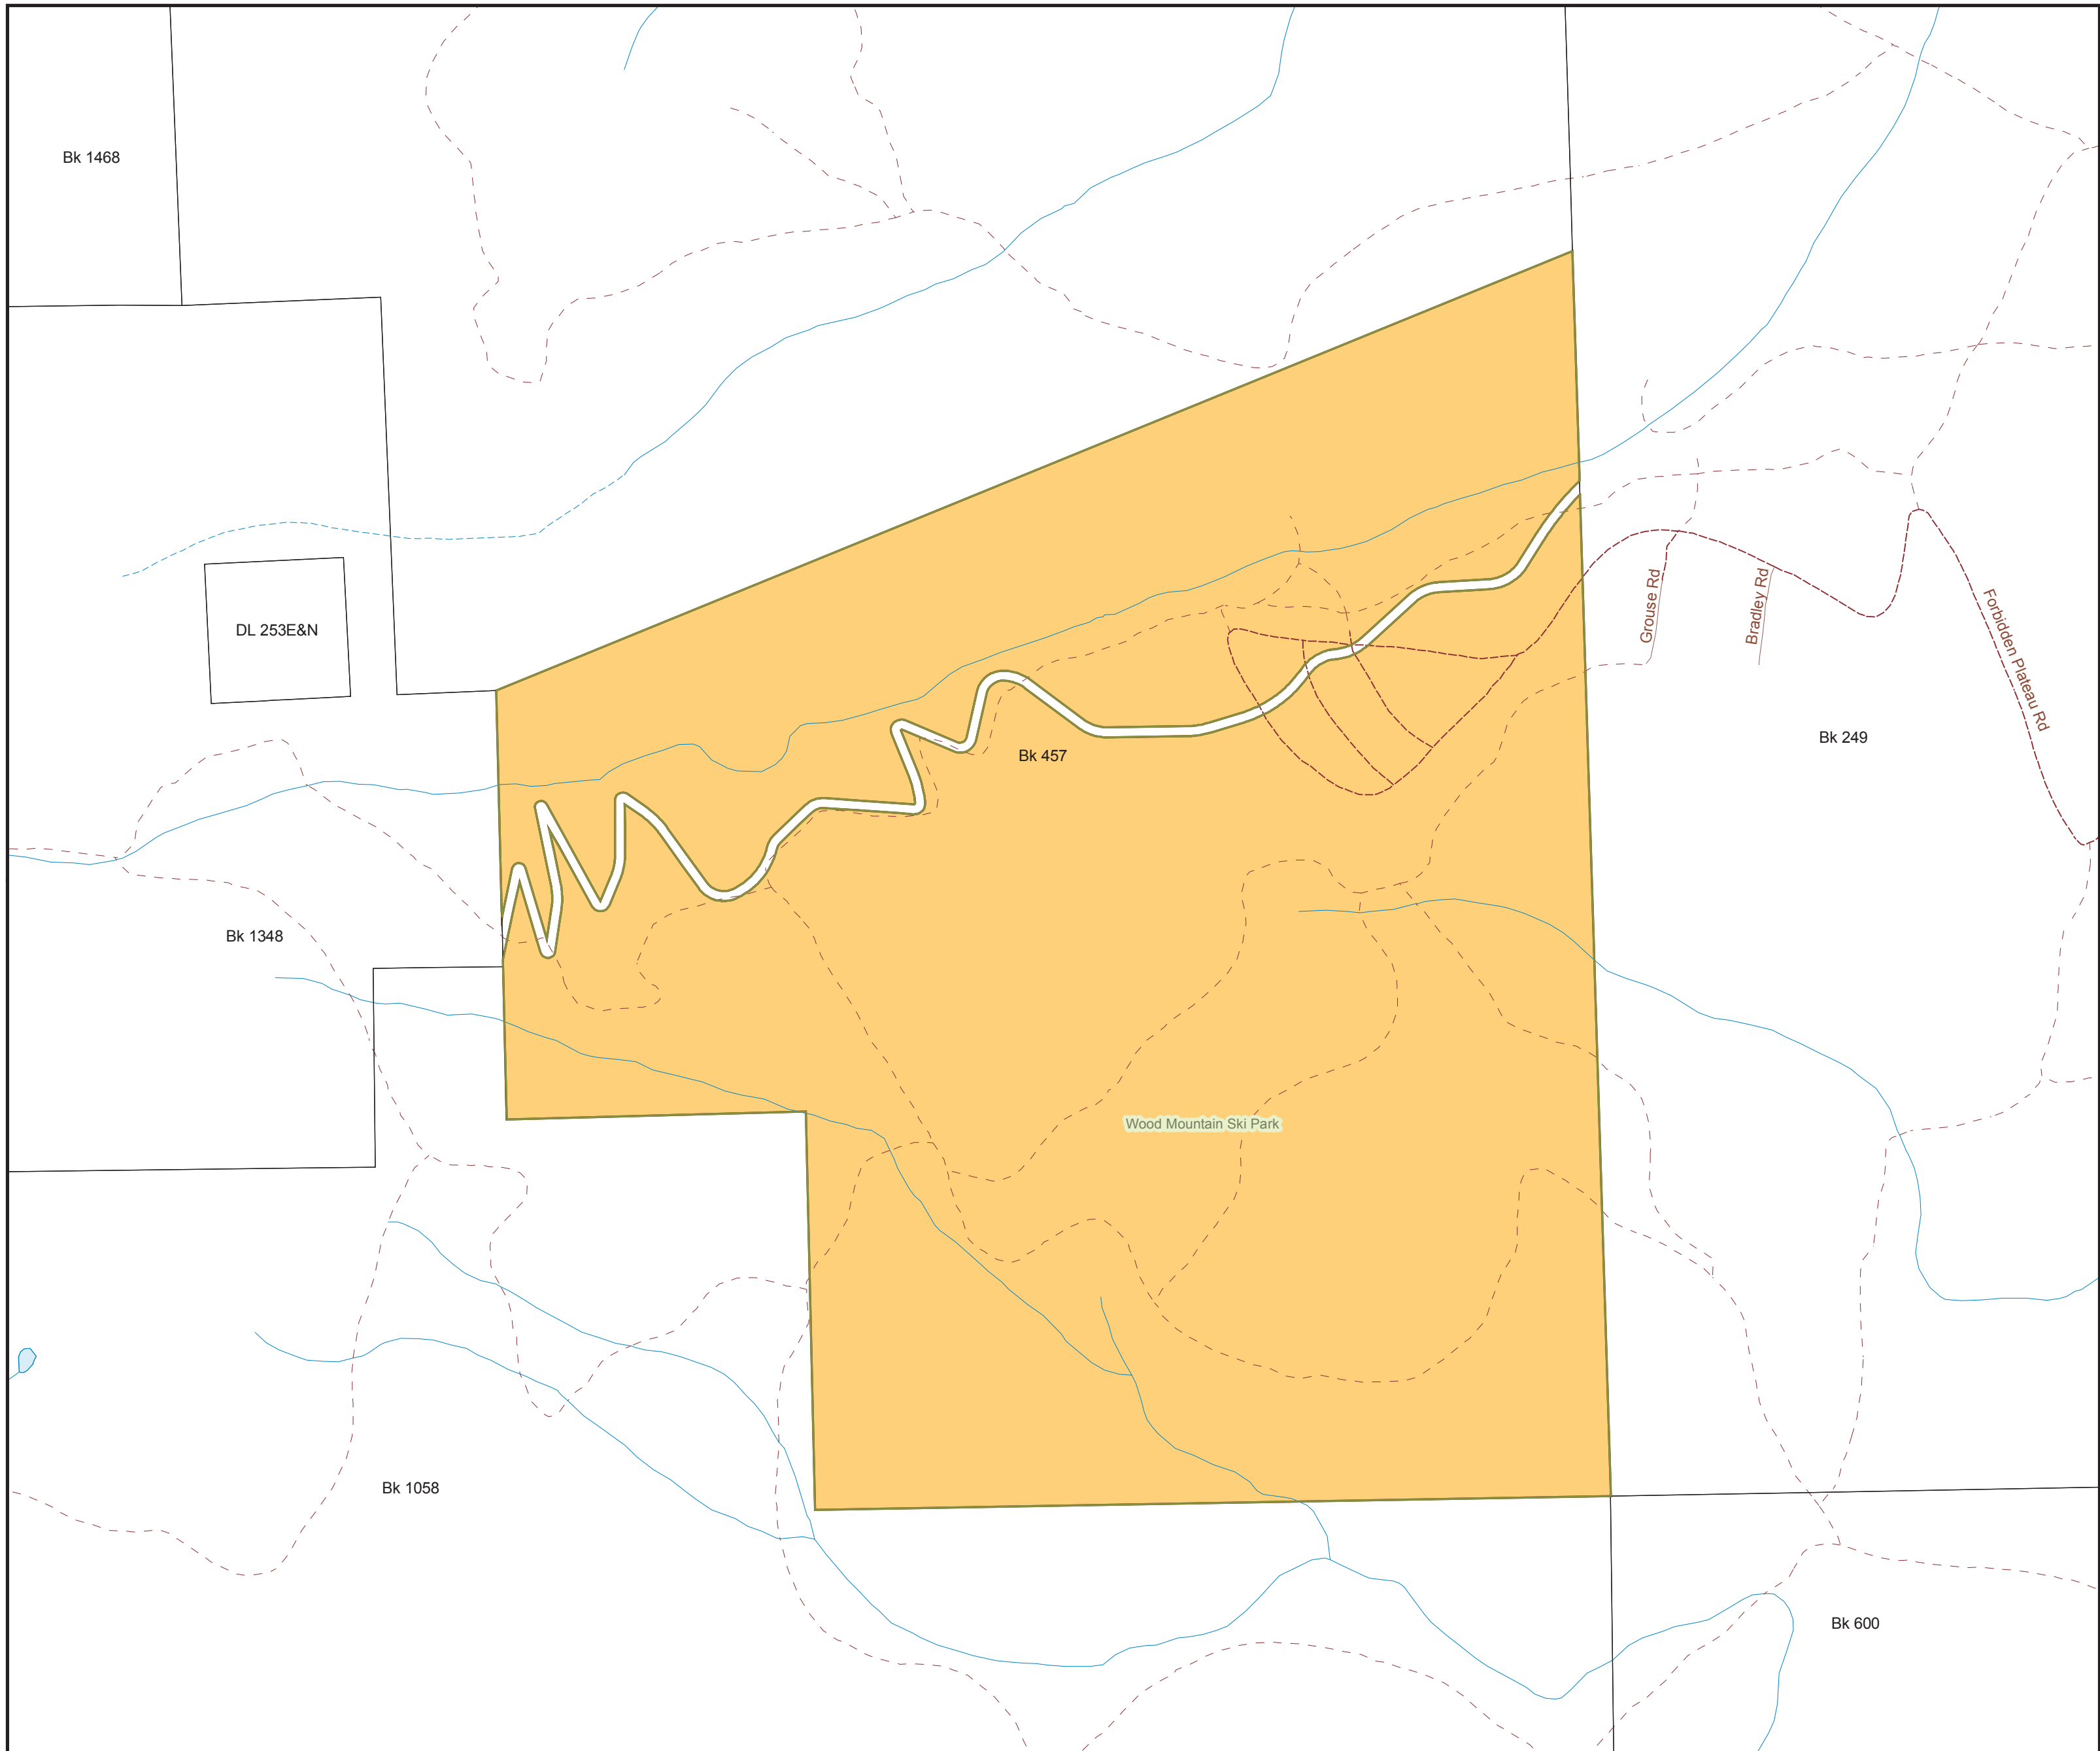 Bk 1468
DL 253E&N
Grouse Rd
Bradley Rd
Forbidden Plateau Rd
Bk 249
Bk 457
Bk 1348
Wood Mountain Ski Park
Bk 1058
Bk 600